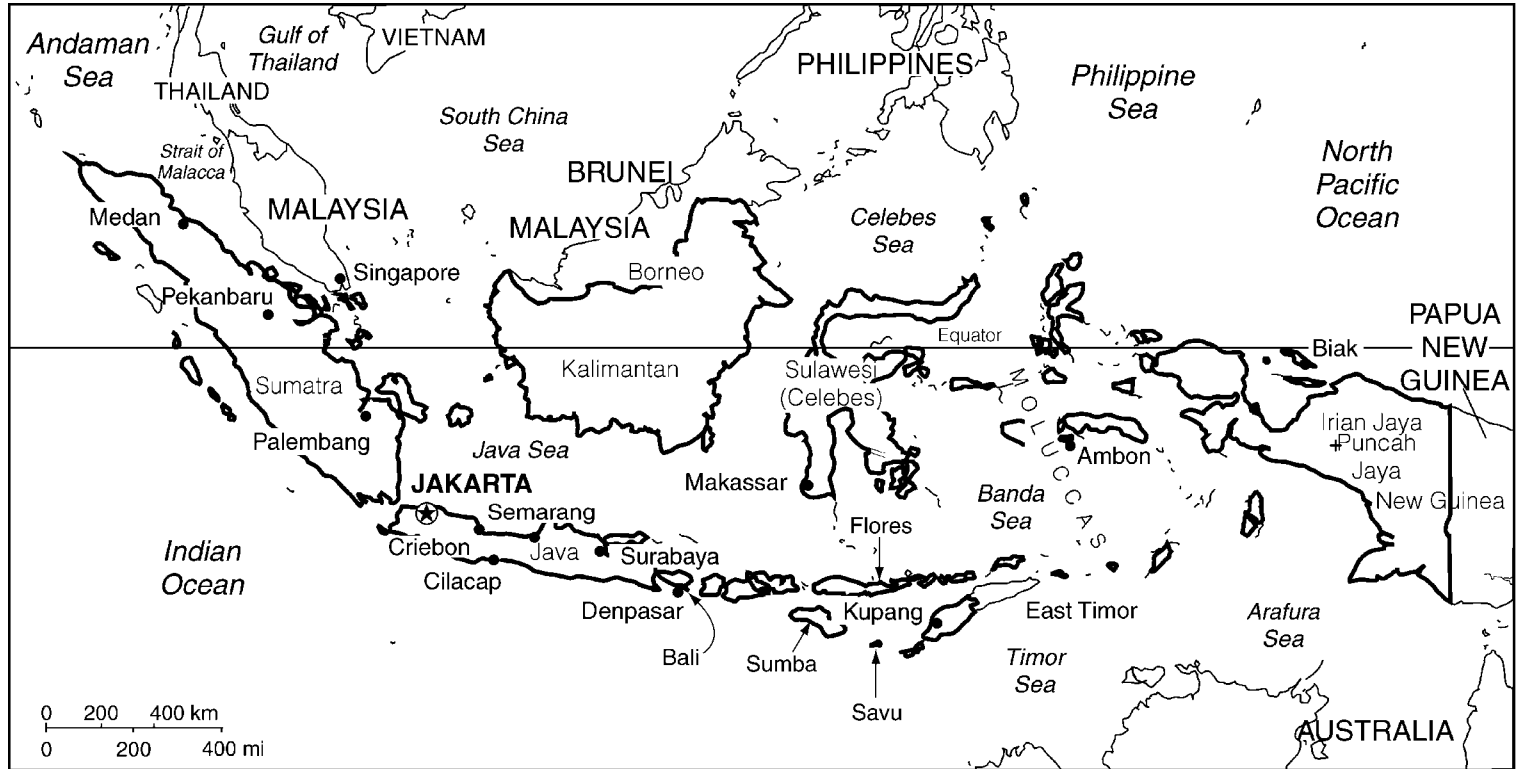 Andaman
Sea
Gulf of
Thailand
VIETNAM
THAILAND
PHILIPPINES
Philippine
Sea
South China
Sea
Strait of
Malacca
BRUNEI
North
Pacific
Ocean
Medan
MALAYSIA
MALAYSIA
Celebes
Sea
Singapore
Borneo
Pekanbaru
Equator
PAPUA
NEW
GUINEA
Biak
Sumatra
Kalimantan
Sulawesi
(Celebes)
MOLUCCAS
Palembang
Java Sea
Irian Jaya
Puncah
Jaya
Ambon
JAKARTA
Makassar
Banda
Sea
New Guinea
Semarang
Flores
Indian
Ocean
Criebon
Java
Surabaya
Cilacap
Denpasar
Kupang
East Timor
Arafura
Sea
Bali
Sumba
Timor
Sea
Savu
0 200 400 km
0 200 400 mi
AUSTRALIA